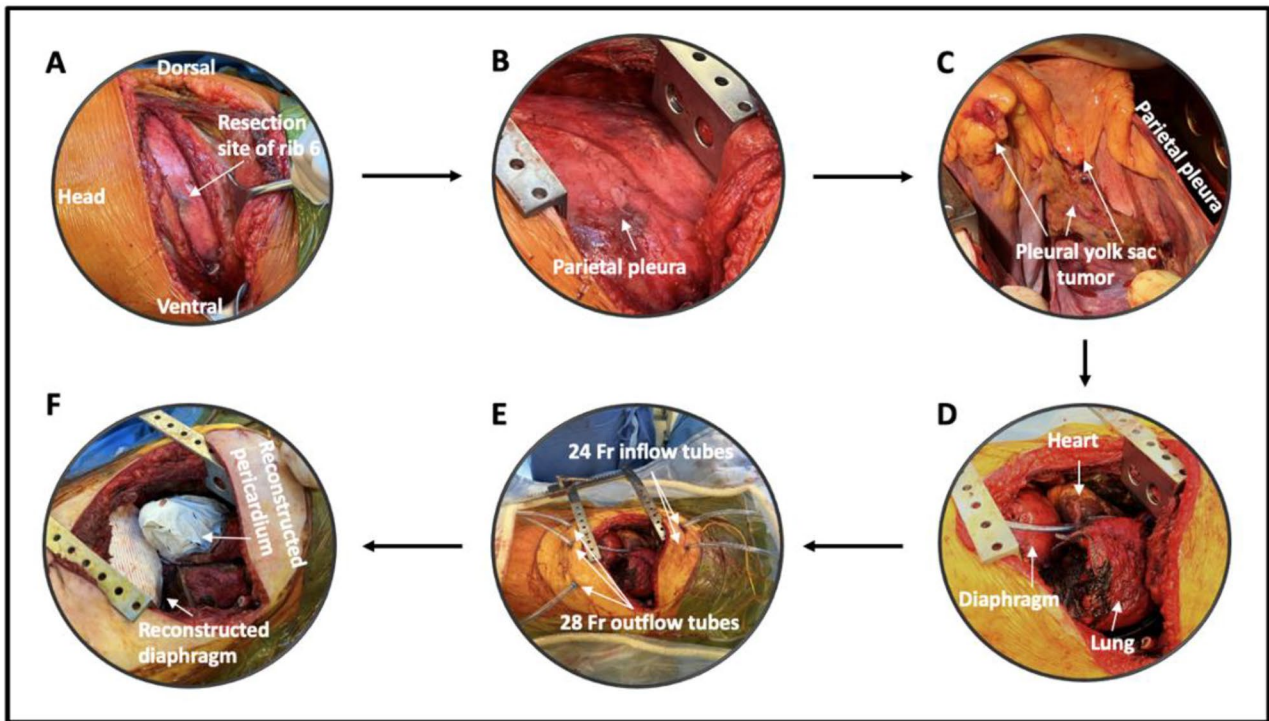 A
Dorsal
Resection
site of rib 6
Head
Ventral
B
Parietal pleura
C
Parietal pleura
Pleural yolk sac
tumor
D
Heart
Diaphragm
Lung
E
24 Fr inflow tubes
28 Fr outflow tubes
F
Reconstructed
pericardium
Reconstructed
diaphragm